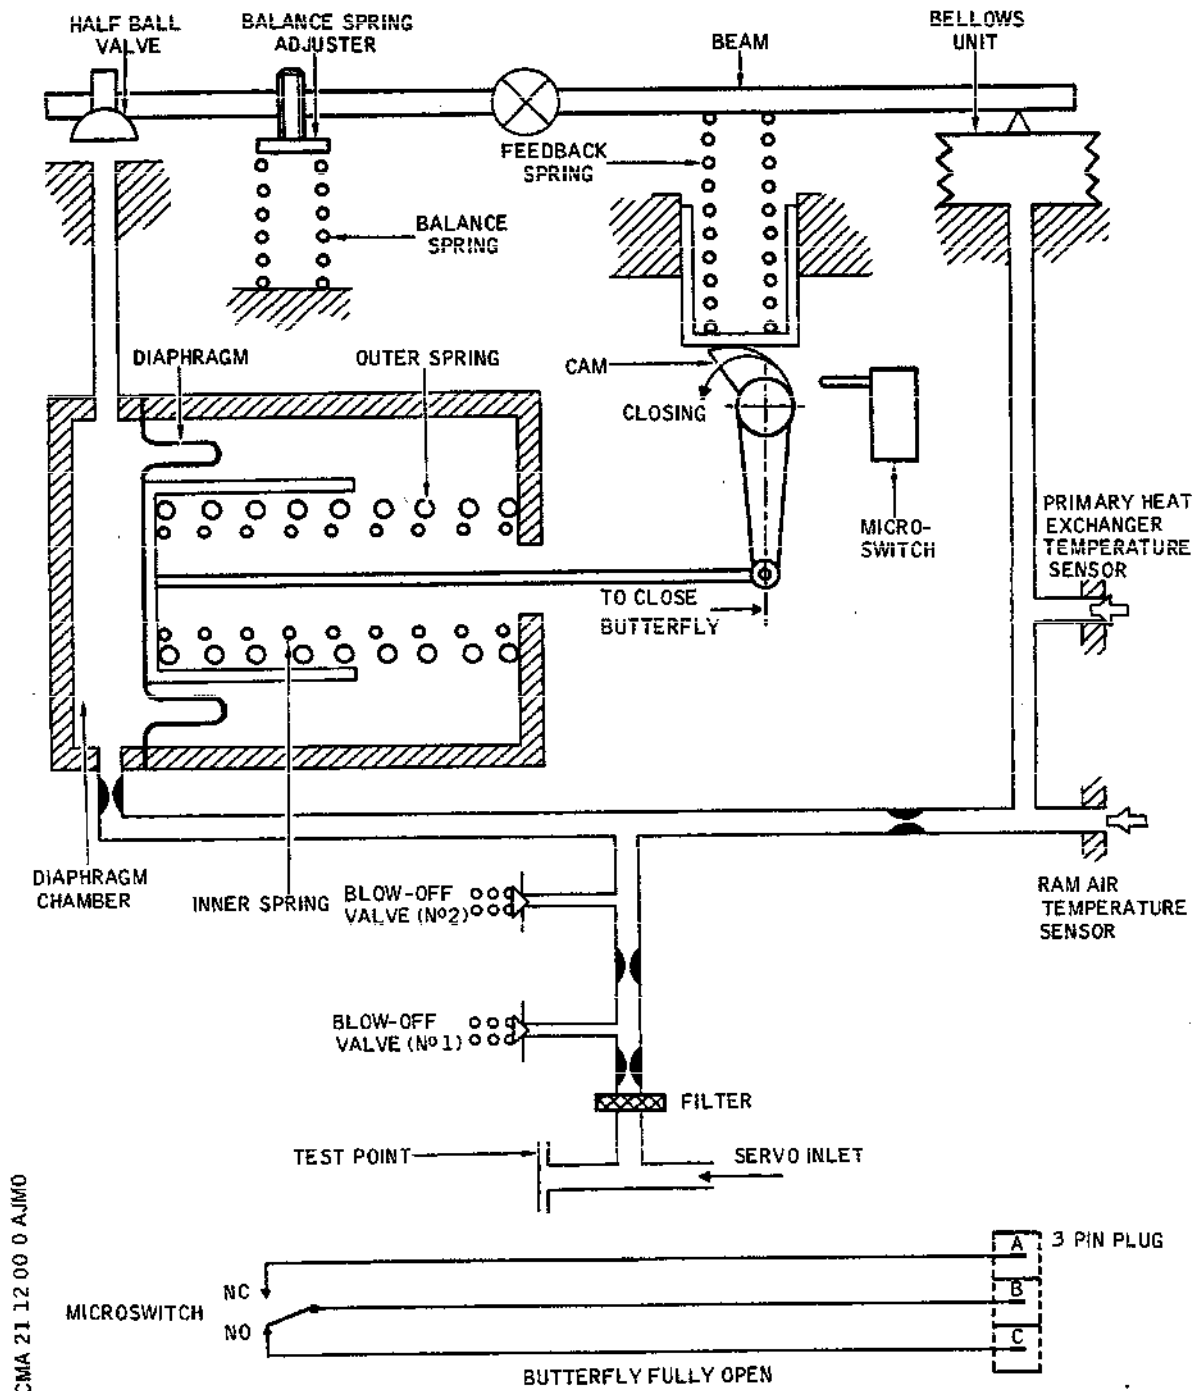 HALF BALL
VALVE
BALANCE SPRING
ADJUSTER
BEAM
BELLOWS
UNIT
FEEDBACK
SPRING
BALANCE
SPRING
DIAPHRAGM
OUTER SPRING
CAM
CLOSING
MICRO-
SWITCH
PRIMARY HEAT
EXCHANGER
TEMPERATURE
SENSOR
TO CLOSE
BUTTERFLY
DIAPHRAGM
CHAMBER
INNER SPRING
BLOW-OFF
VALVE (Nº2)
RAM AIR
TEMPERATURE
SENSOR
BLOW-OFF
VALVE (Nº1)
FILTER
TEST POINT
SERVO INLET
A
3 PIN PLUG
NC
B
MICROSWITCH
NO
C
BUTTERFLY FULLY OPEN
CMA 21 12 00 0 AJM0